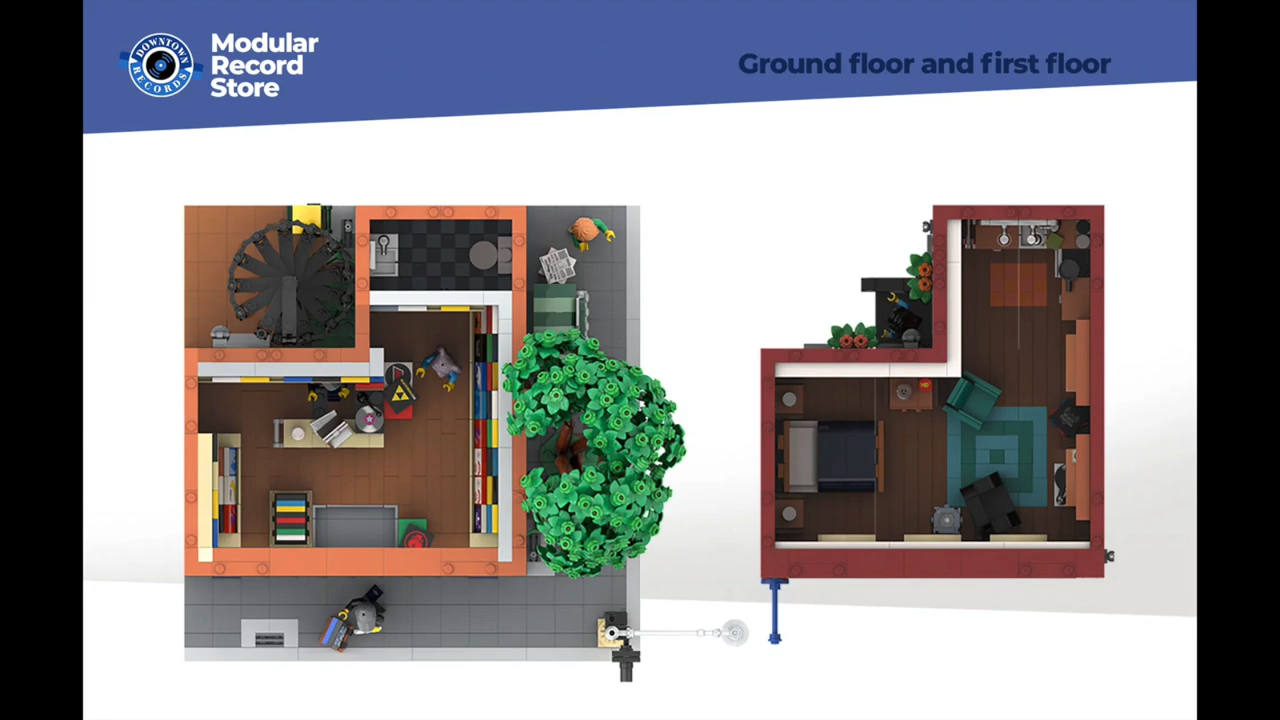 DOWNTOWN
RECORDS
Modular
Record
Store
Ground floor and first floor